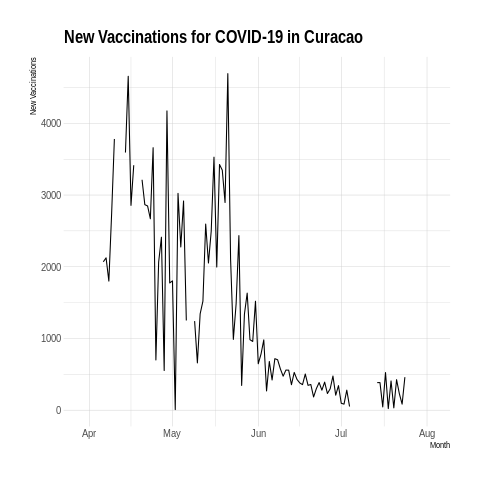 New Vaccinations for COVID-19 in Curacao
New Vaccinations
4000
3000
2000
1000
0
Apr May Jun Jul Aug
Month